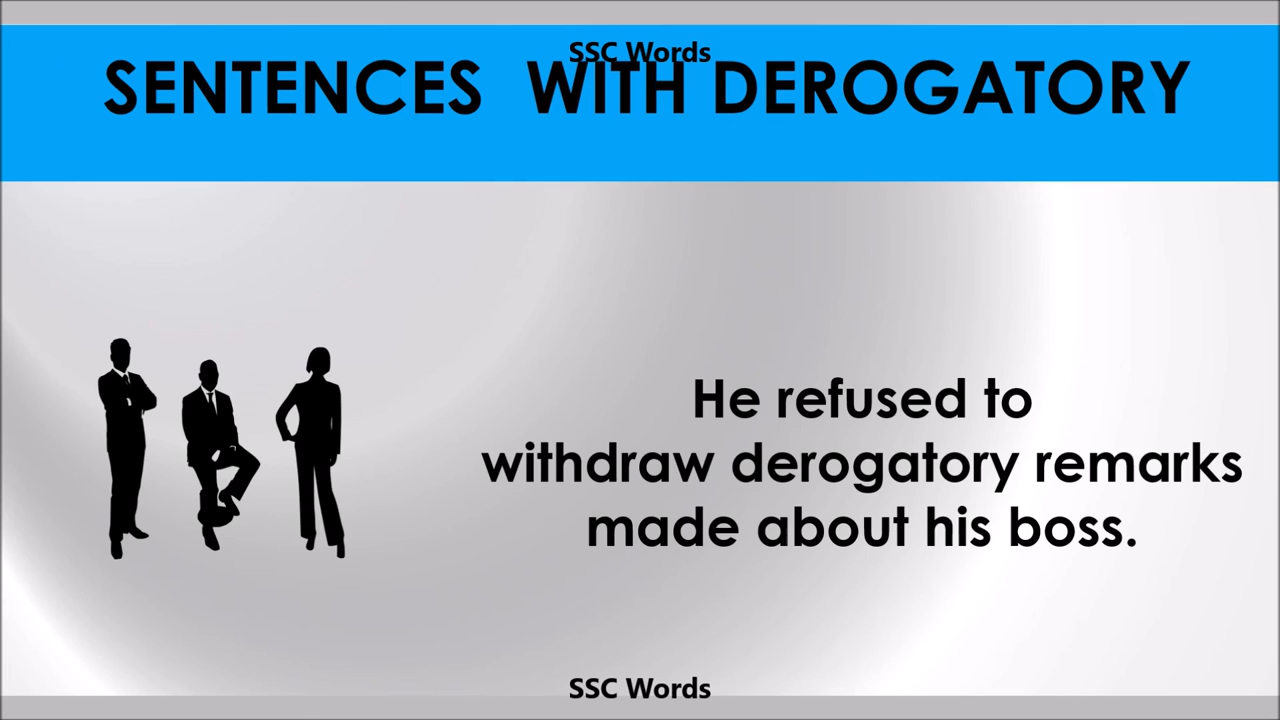 SSC Words
SENTENCES WITH DEROGATORY
He refused to
withdraw derogatory remarks
made about his boss.
SSC Words